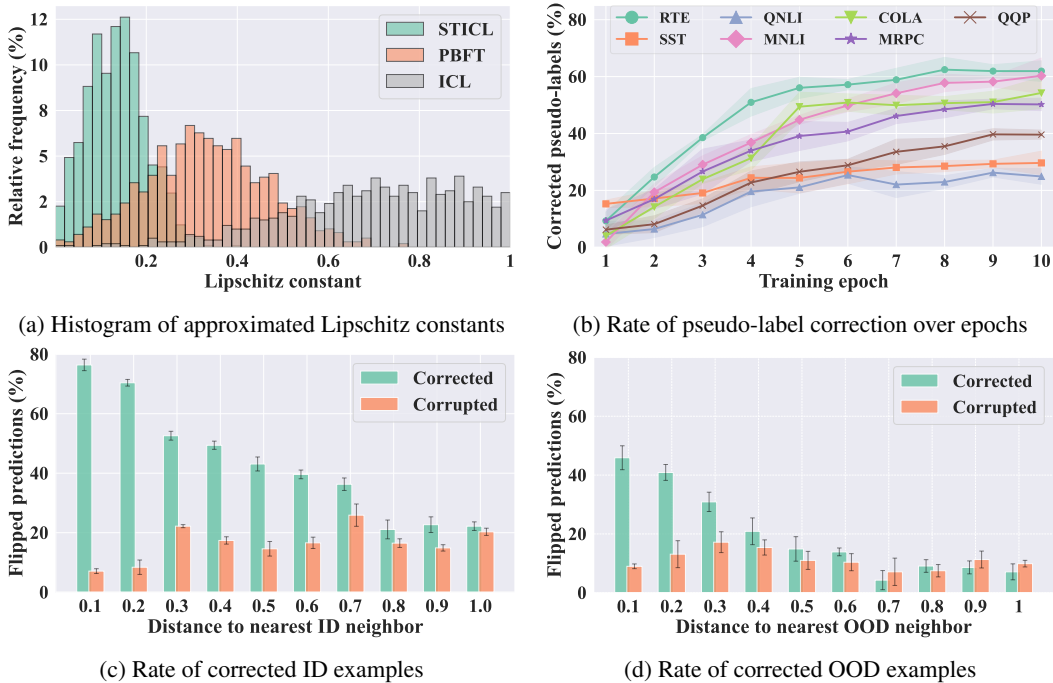 12
10
8
5
2
0
Relative frequency (%)
STICL
PBFT
ICL
0.2 0.4 0.6 0.8 1
Lipschitz constant
(a) Histogram of approximated Lipschitz constants
80
60
40
20
0
Corrected pseudo-labels (%)
RTE QNLI COLA QQP
SST MNLI MRPC
1 2 3 4 5 6 7 8 9 10
Training epoch
(b) Rate of pseudo-label correction over epochs
80
60
40
20
0
Flipped predictions (%)
Corrected
Corrupted
0.1 0.2 0.3 0.4 0.5 0.6 0.7 0.8 0.9 1.0
Distance to nearest ID neighbor
(c) Rate of corrected ID examples
80
60
40
20
0
Flipped predictions (%)
Corrected
Corrupted
0.1 0.2 0.3 0.4 0.5 0.6 0.7 0.8 0.9 1
Distance to nearest OOD neighbor
(d) Rate of corrected OOD examples